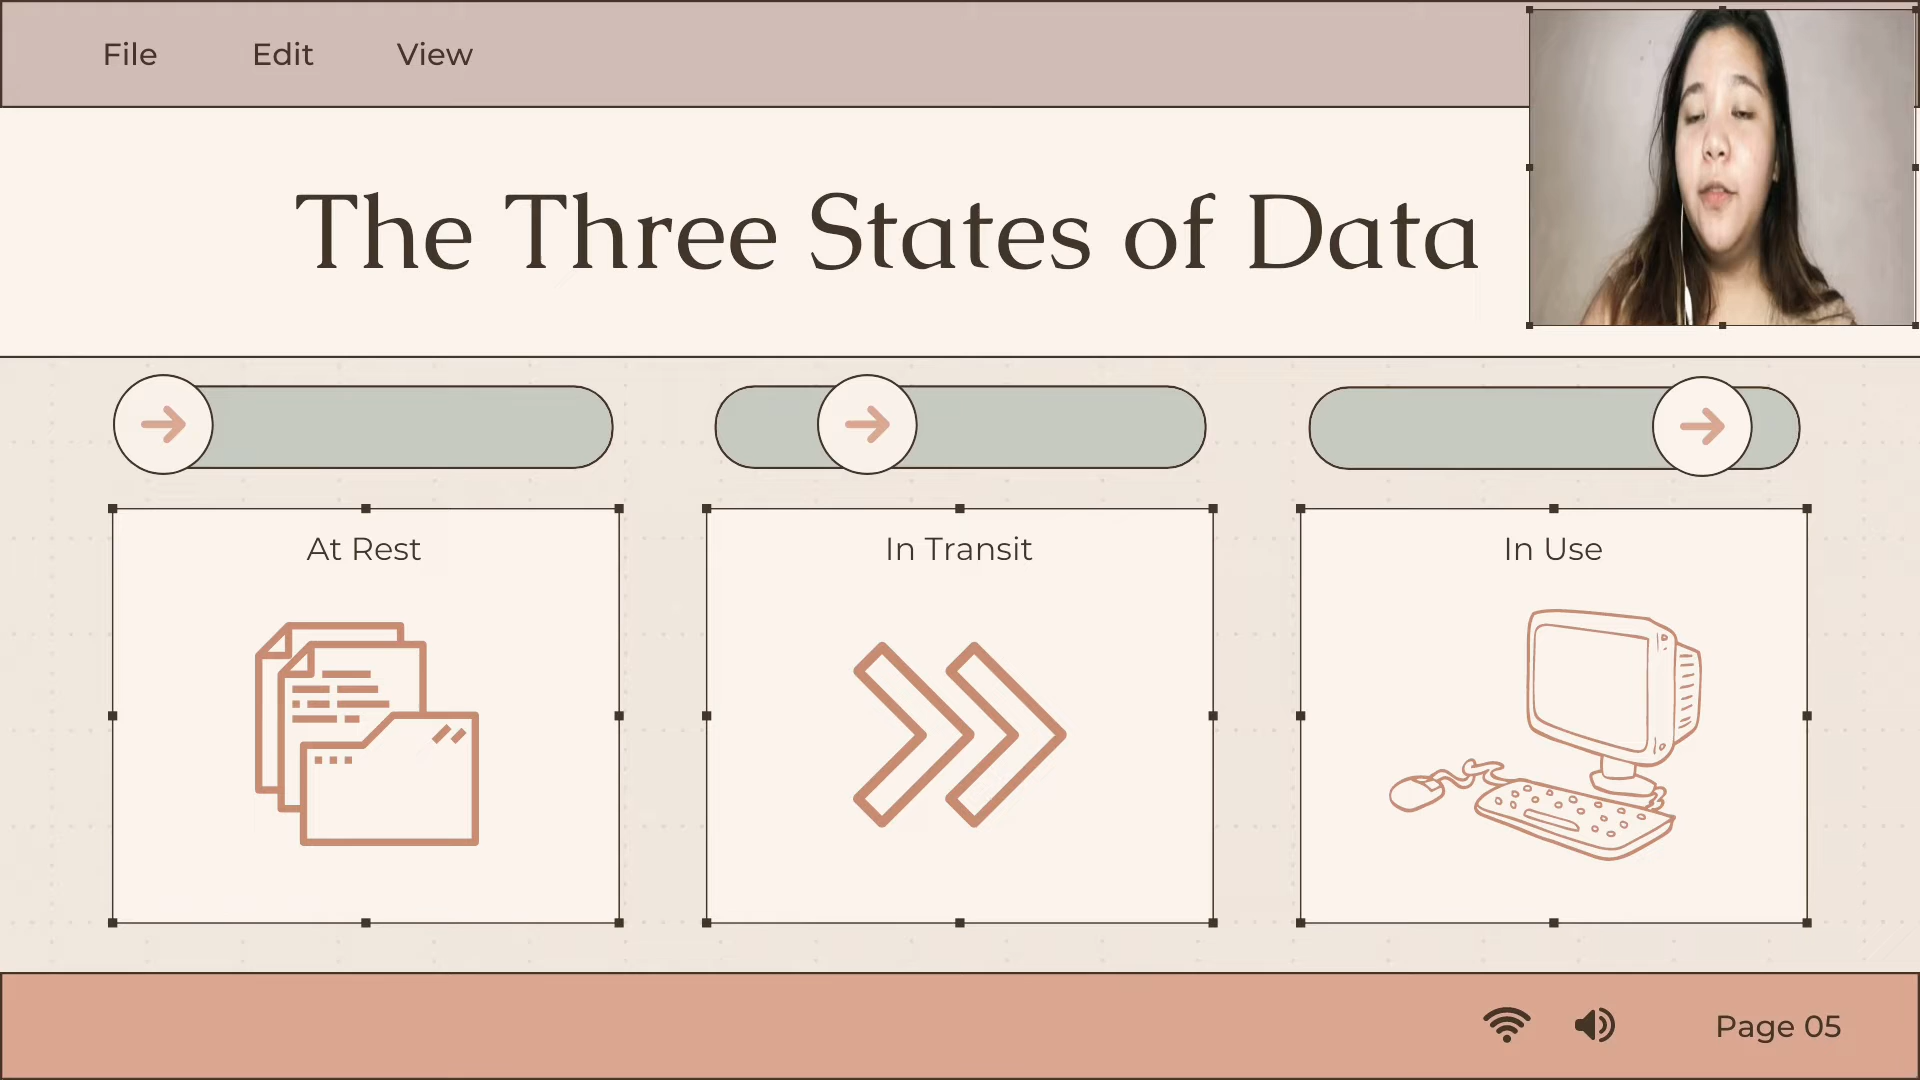 File Edit View
The Three States of Data
At Rest
In Transit
In Use
Page 05